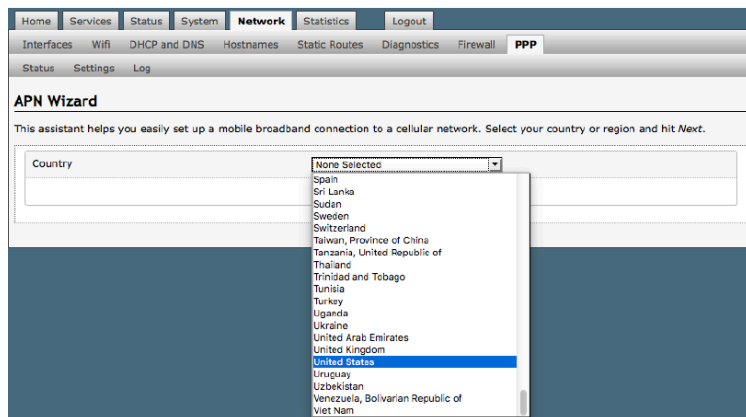 Home Services Status System Network Statistics Logout
Interfaces Wifi DHCP and DNS Hostnames Static Routes Diagnostics Firewall PPP
Status Settings Log
APN Wizard
This assistant helps you easily set up a mobile broadband connection to a cellular network. Select your country or region and hit Next.
Country None Selected
Spain
Sri Lanka
Sudan
Sweden
Switzerland
Taiwan, Province of China
Tanzania, United Republic of
Thailand
Trinidad and Tobago
Tunisia
Turkey
Uganda
Ukraine
United Arab Emirates
United Kingdom
United States
Uruguay
Uzbekistan
Venezuela, Bolivarian Republic of
Viet Nam